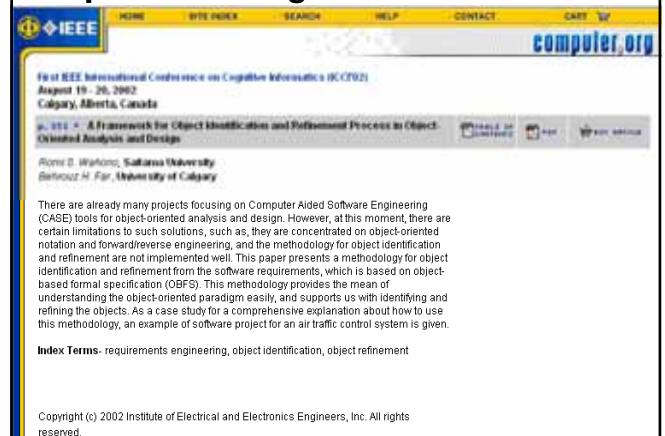 HOME SITE INDEX SEARCH HELP CONTACT CART
IEEE
computer.org
First IEEE International Conference on Cognitive Informatics (ICCI'02)
August 19 - 20, 2002
Calgary, Alberta, Canada
A Framework for Object Identification and Refinement Process in Object-
Oriented Analysis and Design
TABLE OF CONTENTS PDF BUY ARTICLE
Romi S. Wahono, Saitama University
Behrouz H. Far, University of Calgary
There are already many projects focusing on Computer Aided Software Engineering
(CASE) tools for object-oriented analysis and design. However, at this moment, there are
certain limitations to such solutions, such as, they are concentrated on object-oriented
notation and forward/reverse engineering, and the methodology for object identification
and refinement are not implemented well. This paper presents a methodology for object
identification and refinement from the software requirements, which is based on object-
based formal specification (OBFS). This methodology provides the mean of
understanding the object-oriented paradigm easily, and supports us with identifying and
refining the objects. As a case study for a comprehensive explanation about how to use
this methodology, an example of software project for an air traffic control system is given.
Index Terms- requirements engineering, object identification, object refinement
Copyright (c) 2002 Institute of Electrical and Electronics Engineers, Inc. All rights
reserved.